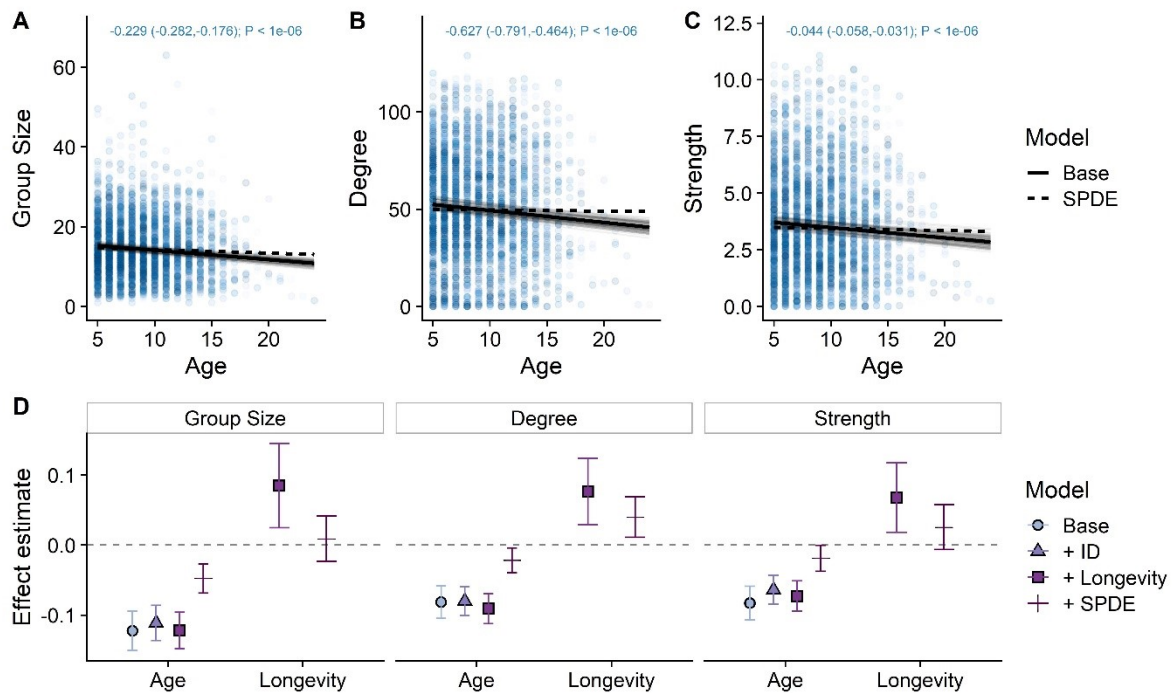 A
-0.229 (-0.282,-0.176); P < 1e-06
Group Size
60
40
20
0
5 10 15 20
Age
B
-0.627 (-0.791,-0.464); P < 1e-06
Degree
100
50
0
5 10 15 20
Age
C
-0.044 (-0.058,-0.031); P < 1e-06
Strength
12.5
10.0
7.5
5.0
2.5
0.0
5 10 15 20
Age
Model
Base
SPDE
D
Group Size
Degree
Strength
Effect estimate
0.1
0.0
-0.1
Age Longevity
Age Longevity
Age Longevity
Model
Base
+ ID
+ Longevity
+ SPDE